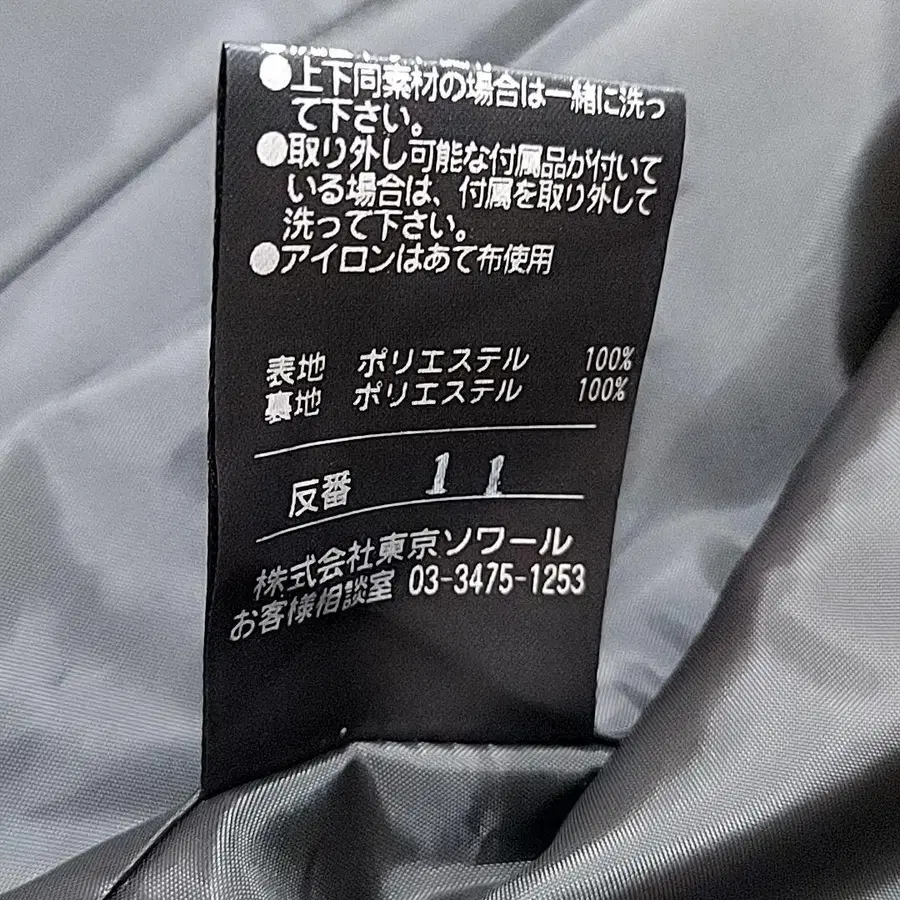 ●上下同素材の場合は一緒に洗っ
て下さい。
●取り外し可能な付属品が付いて
いる場合は、付属を取り外して
洗って下さい。
●アイロンはあて布使用
表地 ポリエステル 100%
裏地 ポリエステル 100%
反番 11
株式会社東京ソワール
お客様相談室 03-3475-1253